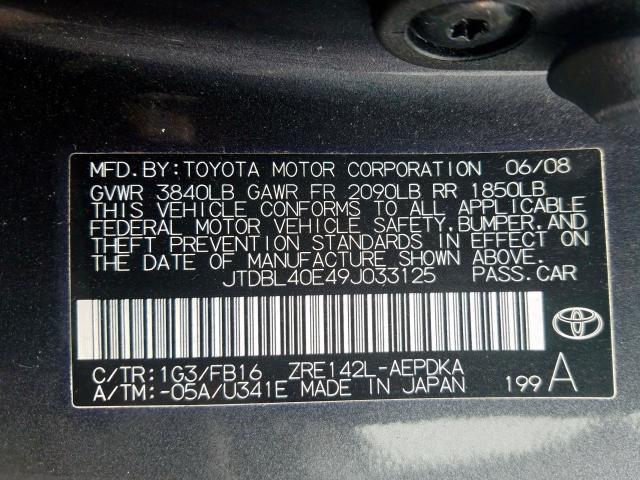 MFD.BY:TOYOTA MOTOR CORPORATION 06/08
GVWR 3840LB GAWR FR 2090LB RR 1850LB
THIS VEHICLE CONFORMS TO ALL APPLICABLE
FEDERAL MOTOR VEHICLE SAFETY,BUMPER,AND
THEFT PREVENTION STANDARDS IN EFFECT ON
THE DATE OF MANUFACTURE SHOWN ABOVE.
JTDBL40E49J033125 PASS.CAR
C/TR:1G3/FB16 ZRE142L-AEPDKA
A/TM:-05A/U341E MADE IN JAPAN 199 A